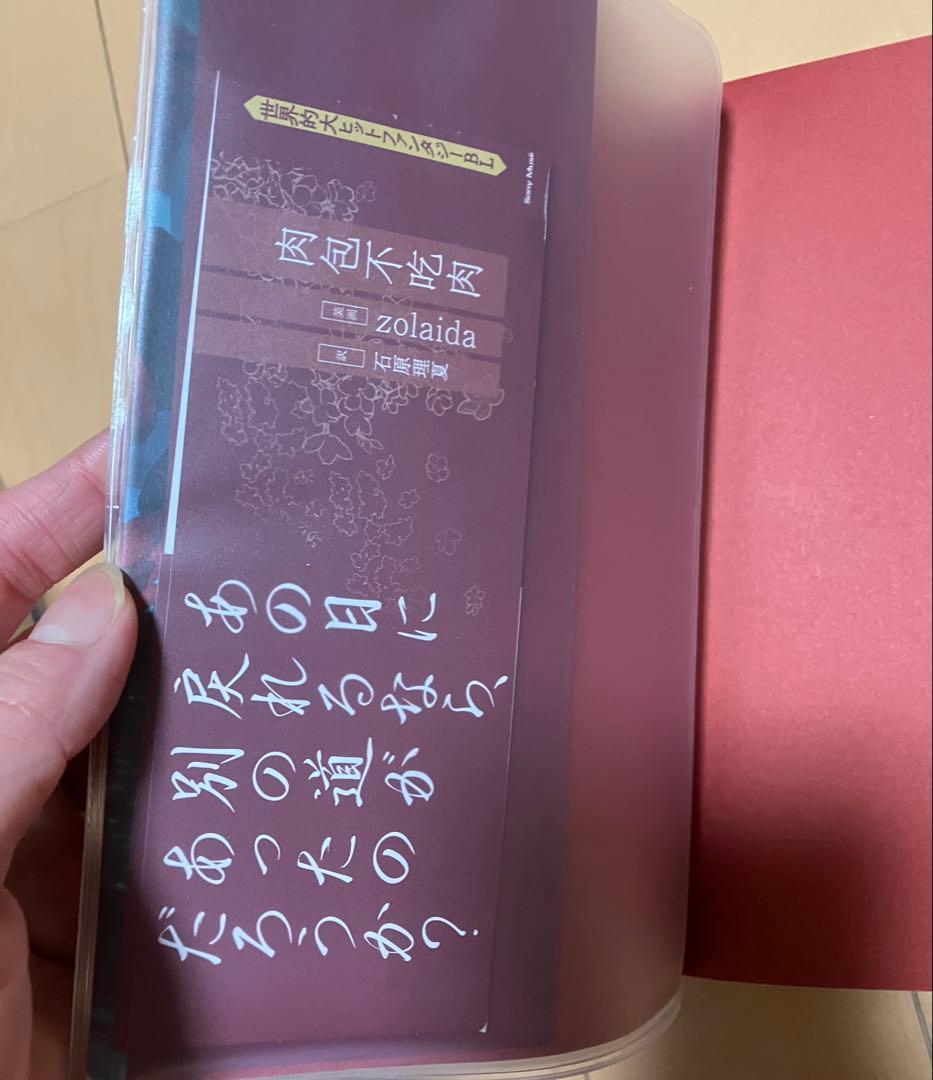 世界的大ヒットファンタジーBL
Sony Music
肉包不吃肉
装画 zolaida
訳 石原理夏
あの日に
戻れるなら、
別の道が
あったの
だろうか?